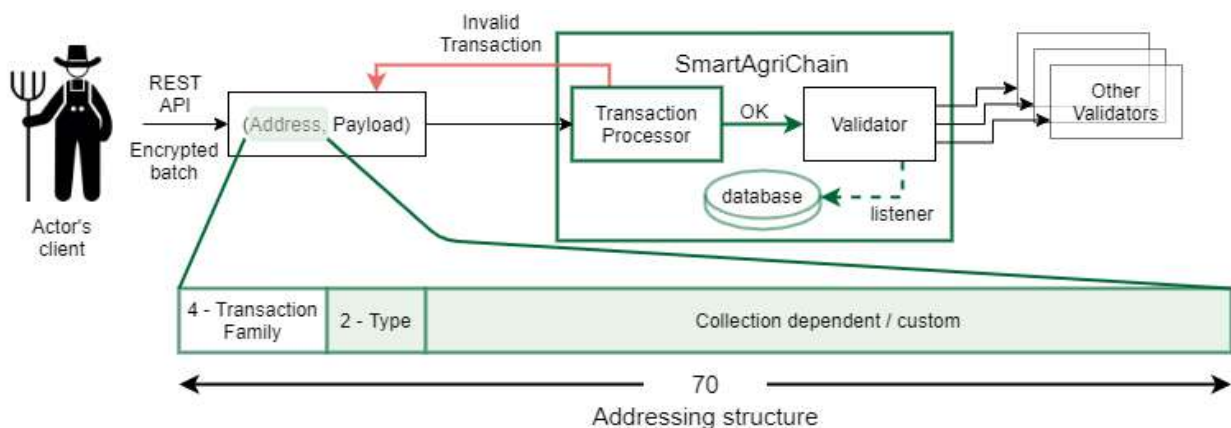 Invalid
Transaction
SmartAgriChain
REST
API
Encrypted
batch
(Address, Payload)
Transaction
Processor
OK
Validator
Other
Validators
database
listener
Actor's
client
4 - Transaction
Family
2 - Type
Collection dependent / custom
70
Addressing structure